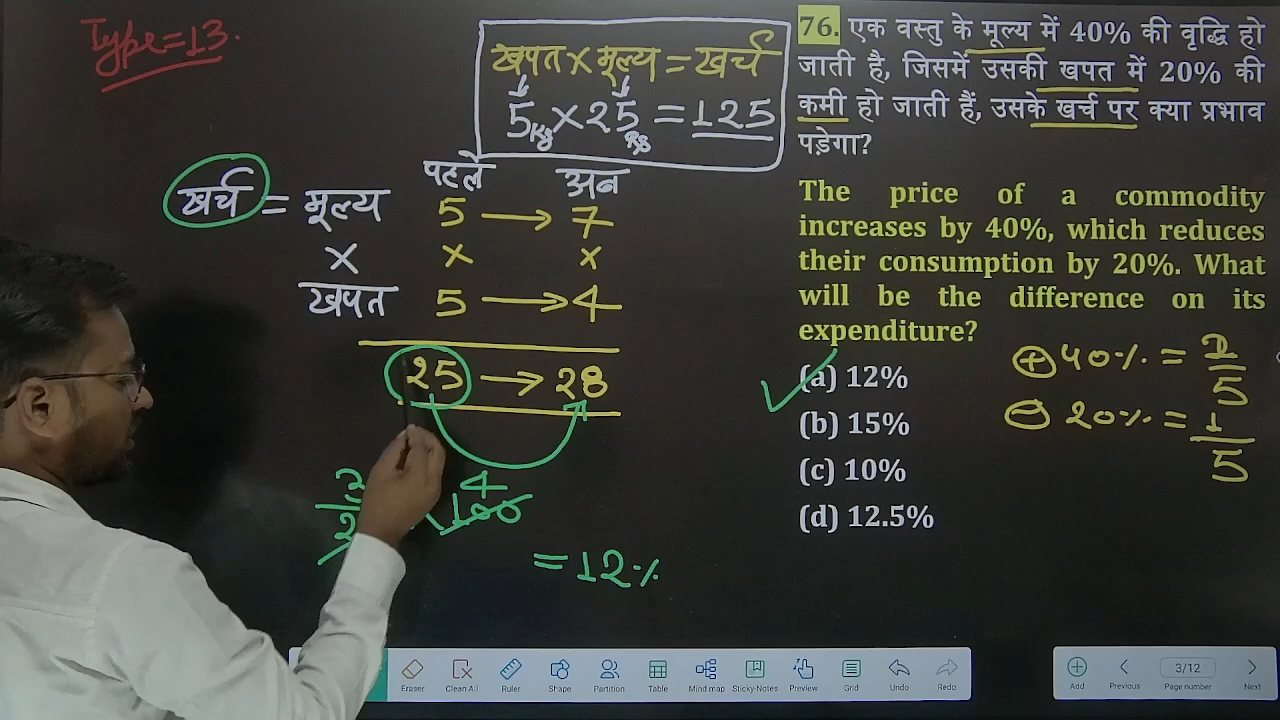 Type=13.
खपत×मूल्य=खर्च
5Kg×25Rs=125
पहले अब
खर्च = मूल्य 5 → 7
× × ×
खपत 5 → 4
25 → 28
4
100
=12%
76. एक वस्तु के मूल्य में 40% की वृद्धि हो
जाती है, जिसमें उसकी खपत में 20% की
कमी हो जाती हैं, उसके खर्च पर क्या प्रभाव
पड़ेगा?
The price of a commodity
increases by 40%, which reduces
their consumption by 20%. What
will be the difference on its
expenditure?
(a) 12%
(b) 15%
(c) 10%
(d) 12.5%
+ 40% = 2/5
- 20% = 1/5
Eraser Clean All Ruler Shape Partition Table Mind map Sticky-Notes Preview Grid Undo Redo
Add Previous 3/12 Page number Next